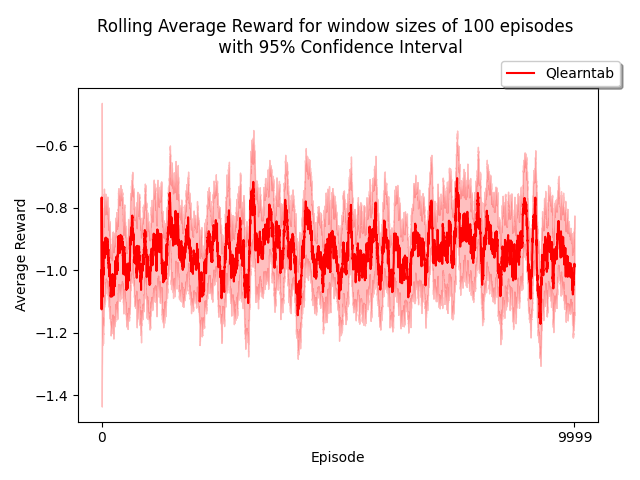 Rolling Average Reward for window sizes of 100 episodes
with 95% Confidence Interval
Qlearntab
Average Reward
−0.6
−0.8
−1.0
−1.2
−1.4
0
9999
Episode